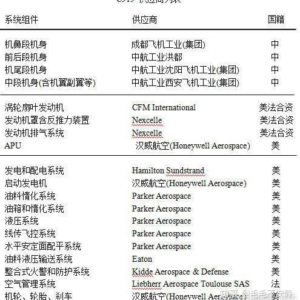 C919 供应商列表
系统组件 供应商 国籍
机鼻段机身 成都飞机工业(集团) 中
前后段机身 中航工业洪都 中
机尾段机身 中航工业沈阳飞机工业(集团) 中
中段机身(含机翼副翼等) 中航工业西安飞机工业(集团) 中
涡轮扇叶发动机 CFM International 美法合资
发动机罩含反推力装置 Nexcelle 美法合资
发动机排气系统 Nexcelle 美法合资
APU 汉威航空(Honeywell Aerospace) 美
发电和配电系统 Hamilton Sundstrand 美
启动发电机 汉威航空(Honeywell Aerospace) 美
油料惰化系统 Parker Aerospace 美
油箱和惰化系统 Parker Aerospace 美
液压系统 Parker Aerospace 美
线传飞控系统 Parker Aerospace 美
水平安定面配平系统 Parker Aerospace 美
油料液压输送系统 Eaton 美
整合式火警和防护系统 Kidde Aerospace & Defense 美
空气管理系统 Liebherr Aerospace Toulouse SAS 法
机轮、轮胎、刹车 汉威航空(Honeywell Aerospace) 美